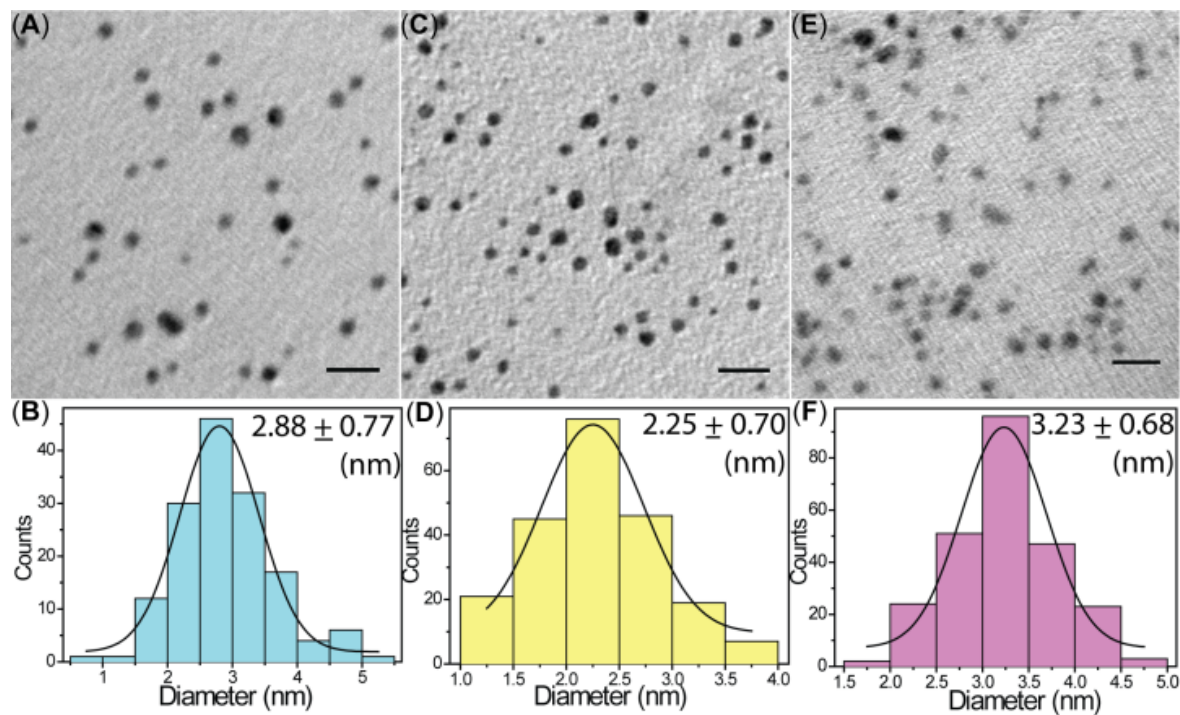 (A)
(C)
(E)
(B)
2.88 ± 0.77
(nm)
Counts
40
30
20
10
0
1
2
3
4
5
Diameter (nm)
(D)
2.25 ± 0.70
(nm)
Counts
60
40
20
0
1.0
1.5
2.0
2.5
3.0
3.5
4.0
Diameter (nm)
(F)
3.23 ± 0.68
(nm)
Counts
80
60
40
20
0
1.5
2.0
2.5
3.0
3.5
4.0
4.5
5.0
Diameter (nm)